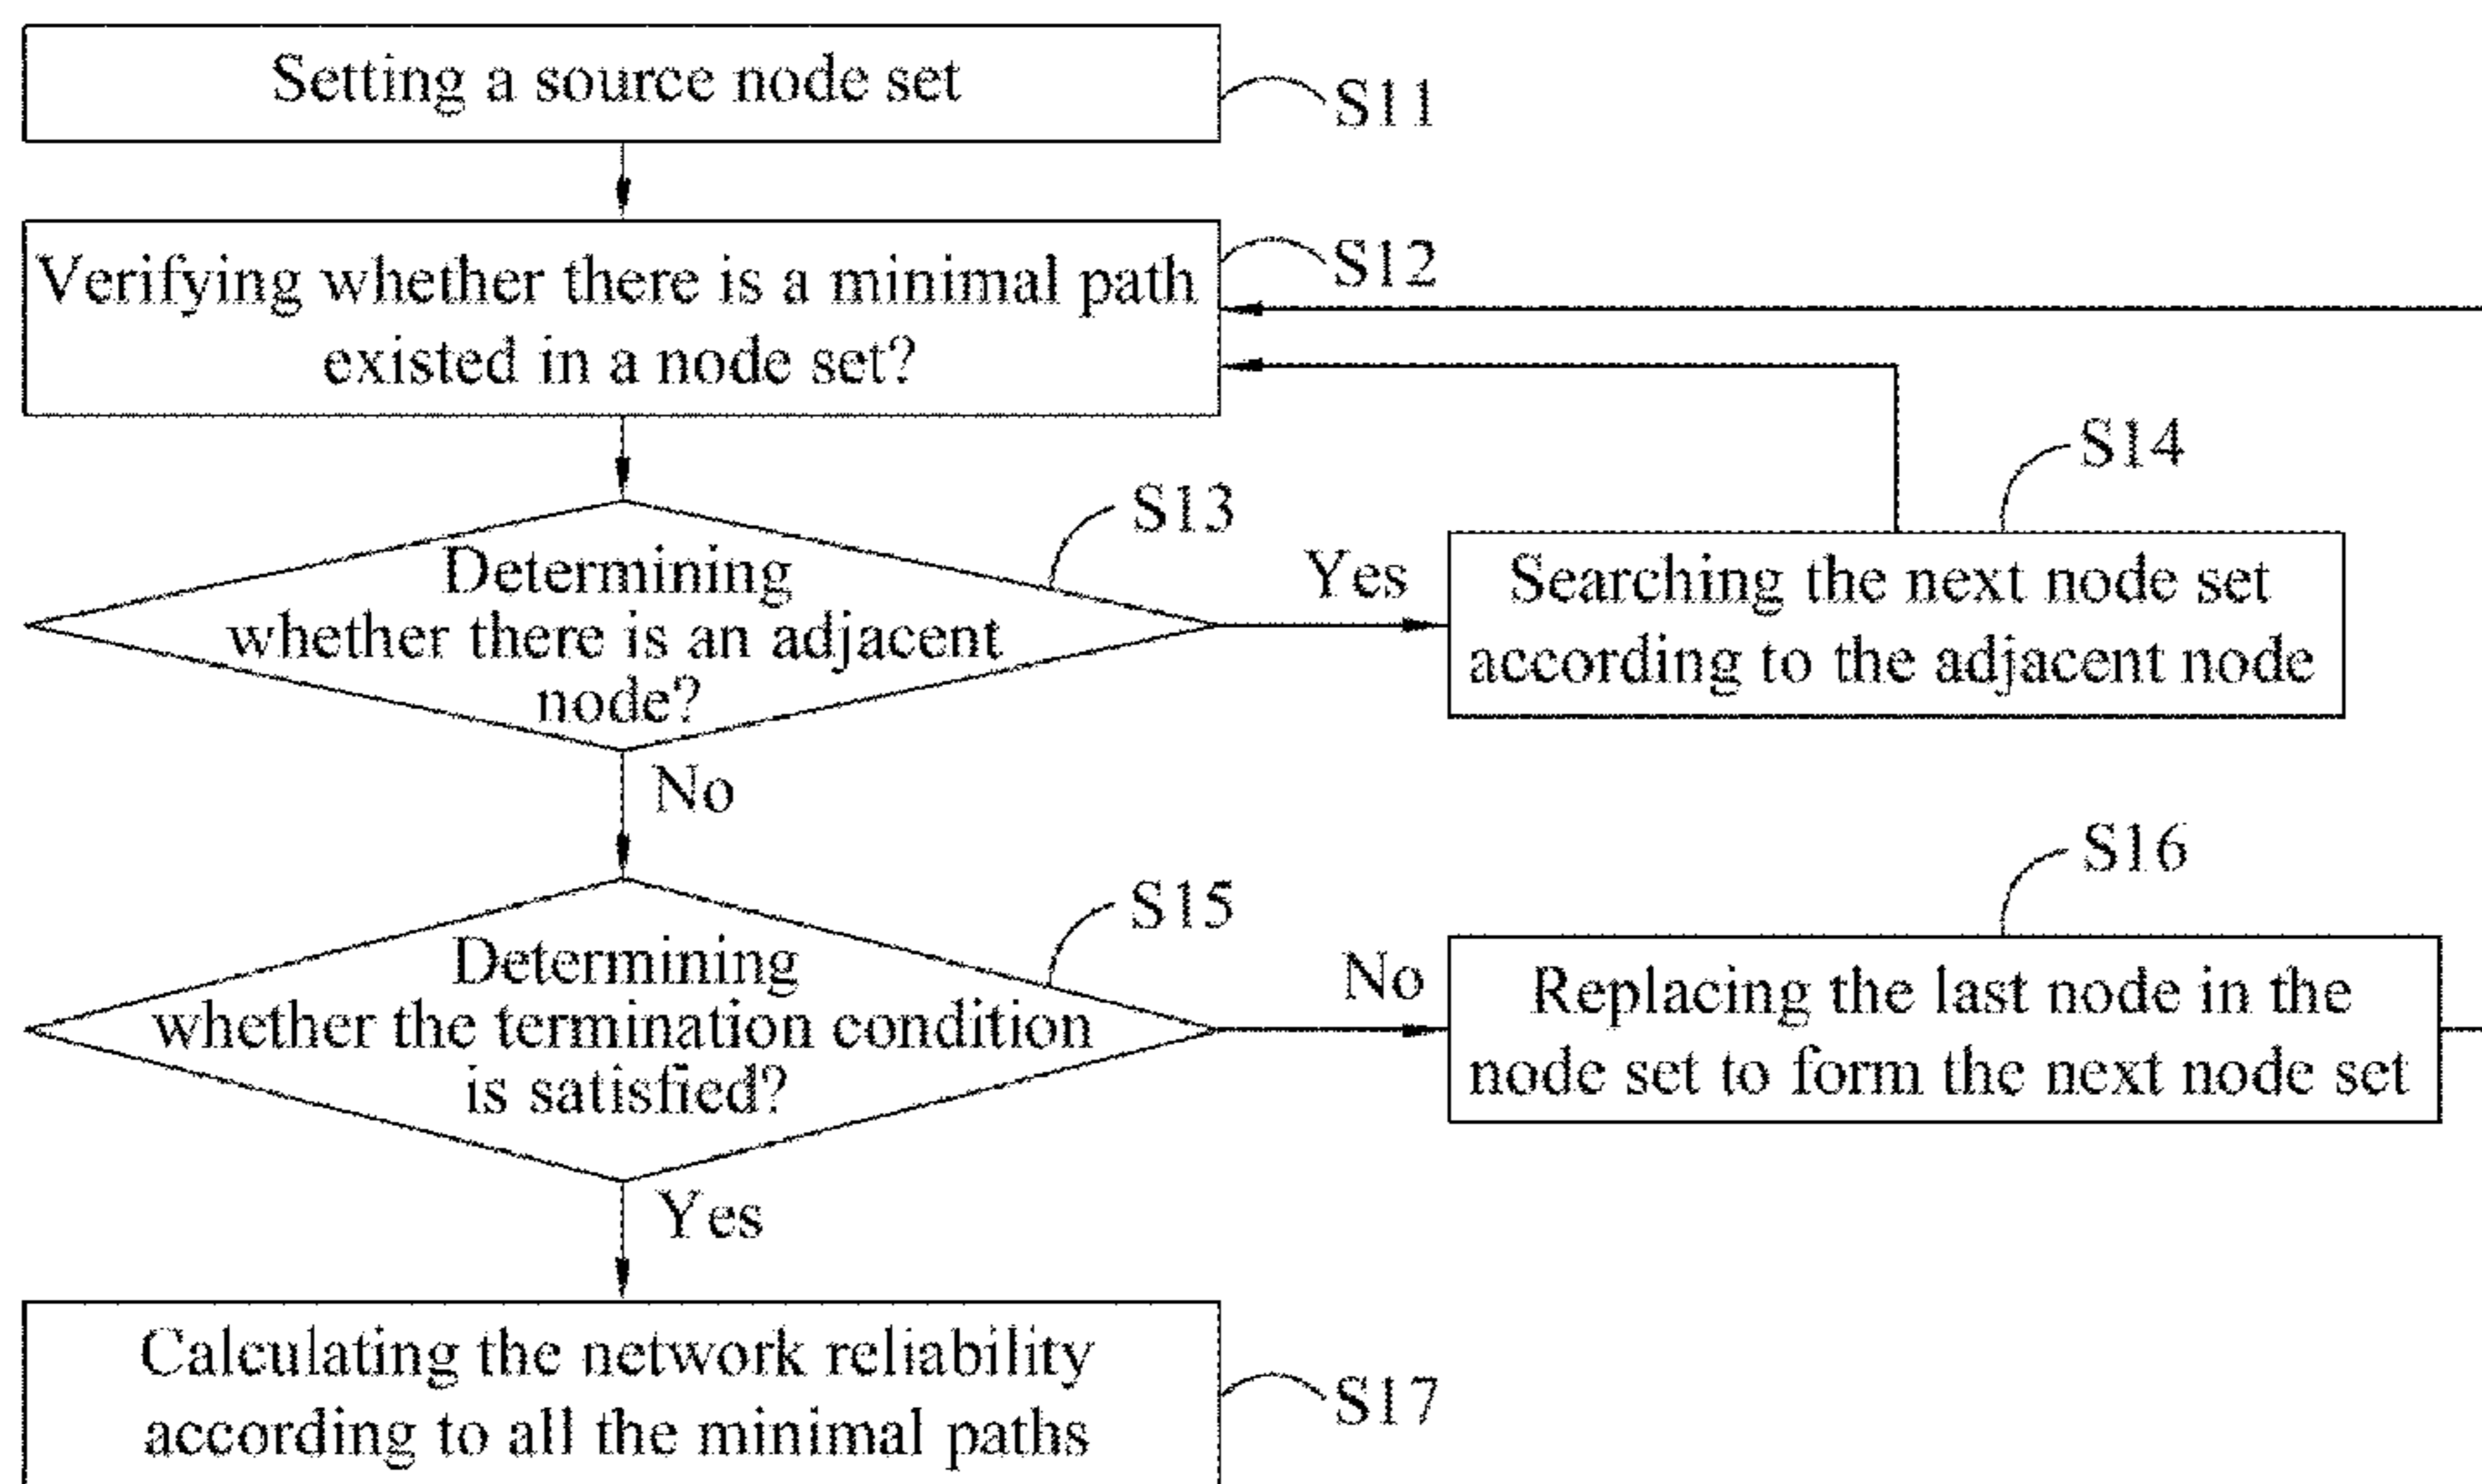 Setting a source node set
S11
Verifying whether there is a minimal path
existed in a node set?
S12
Determining
whether there is an adjacent
node?
S13
Yes
Searching the next node set
according to the adjacent node
S14
No
Determining
whether the termination condition
is satisfied?
S15
No
Replacing the last node in the
node set to form the next node set
S16
Yes
Calculating the network reliability
according to all the minimal paths
S17